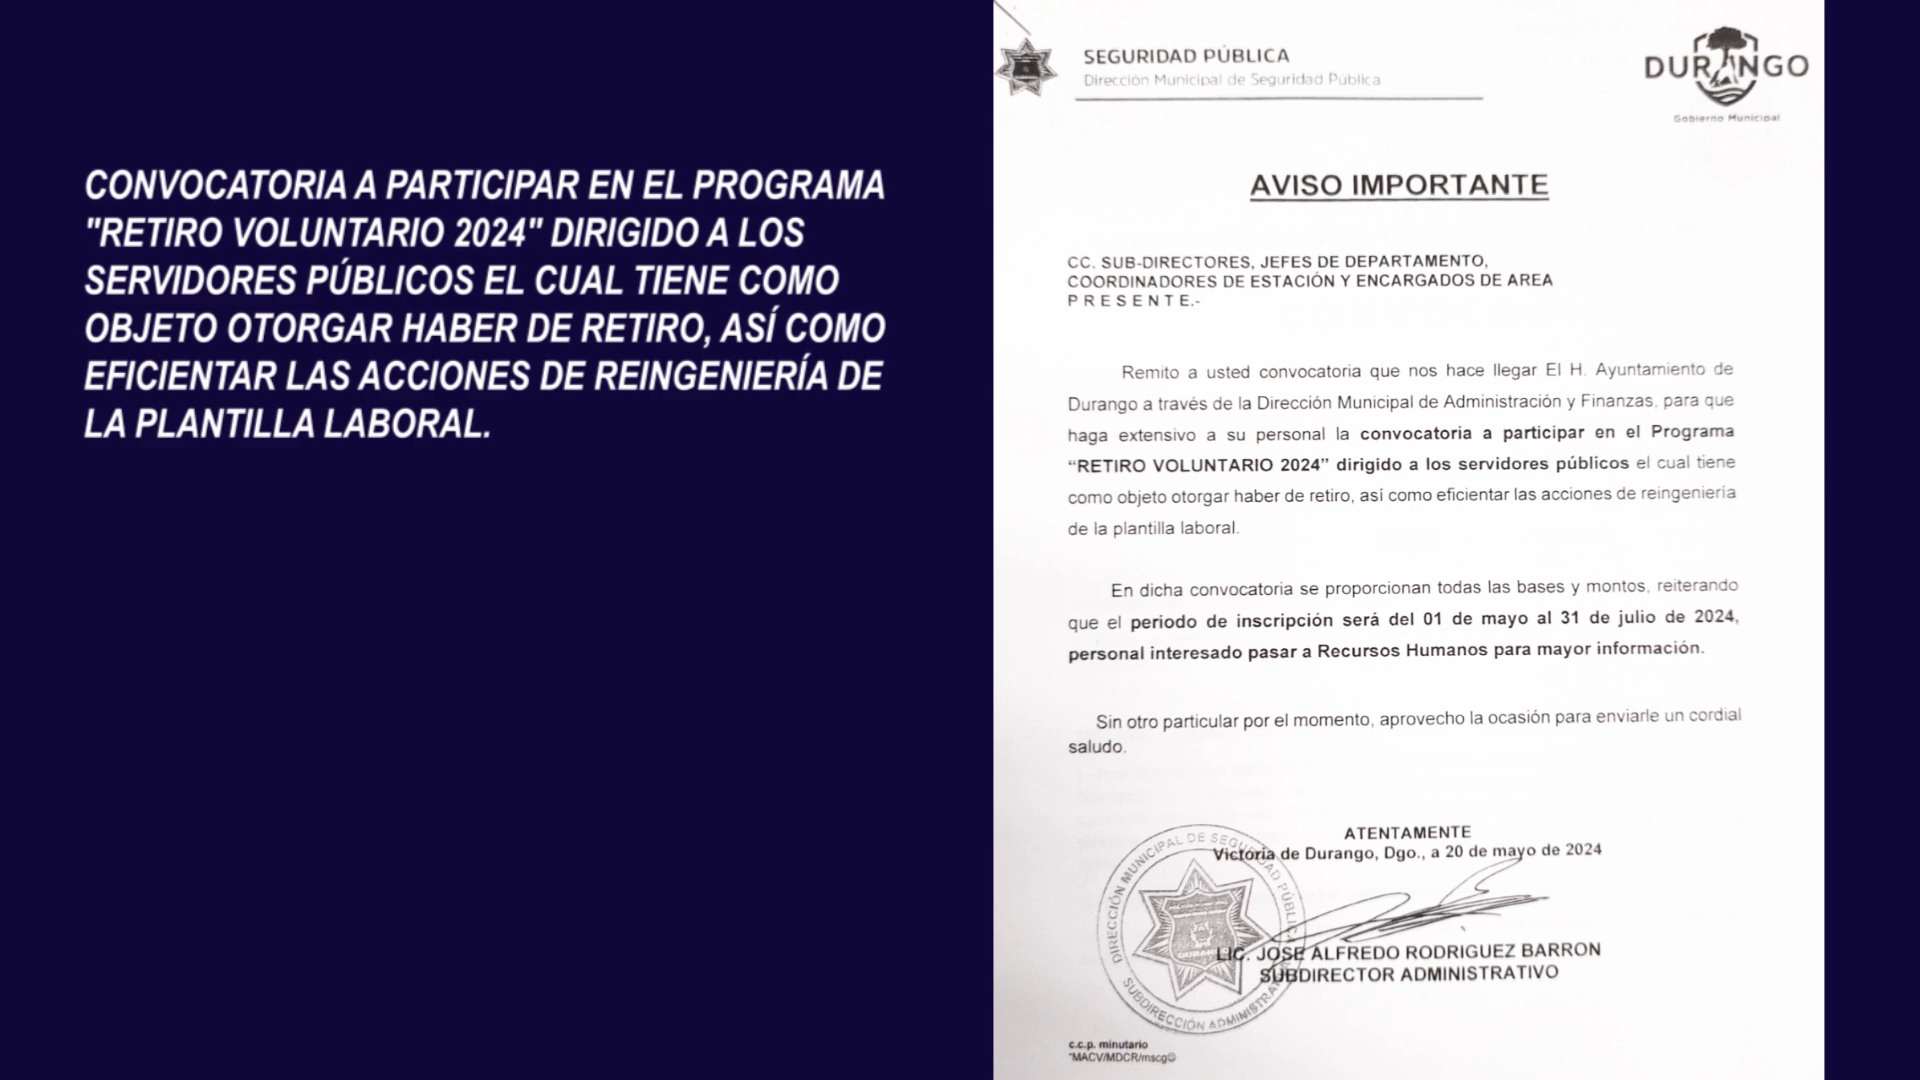 CONVOCATORIA A PARTICIPAR EN EL PROGRAMA
"RETIRO VOLUNTARIO 2024" DIRIGIDO A LOS
SERVIDORES PÚBLICOS EL CUAL TIENE COMO
OBJETO OTORGAR HABER DE RETIRO, ASÍ COMO
EFICIENTAR LAS ACCIONES DE REINGENIERÍA DE
LA PLANTILLA LABORAL.
SEGURIDAD PÚBLICA
Dirección Municipal de Seguridad Pública
DURANGO
Gobierno Municipal
AVISO IMPORTANTE
CC. SUB-DIRECTORES, JEFES DE DEPARTAMENTO,
COORDINADORES DE ESTACIÓN Y ENCARGADOS DE AREA
P R E S E N T E.-
Remito a usted convocatoria que nos hace llegar El H. Ayuntamiento de
Durango a través de la Dirección Municipal de Administración y Finanzas, para que
haga extensivo a su personal la convocatoria a participar en el Programa
“RETIRO VOLUNTARIO 2024” dirigido a los servidores públicos el cual tiene
como objeto otorgar haber de retiro, así como eficientar las acciones de reingeniería
de la plantilla laboral.
En dicha convocatoria se proporcionan todas las bases y montos, reiterando
que el periodo de inscripción será del 01 de mayo al 31 de julio de 2024,
personal interesado pasar a Recursos Humanos para mayor información.
Sin otro particular por el momento, aprovecho la ocasión para enviarle un cordial
saludo.
ATENTAMENTE
Victoria de Durango, Dgo., a 20 de mayo de 2024
DIRECCIÓN MUNICIPAL DE SEGURIDAD PÚBLICA
SUBDIRECCIÓN ADMINISTRATIVA
LIC. JOSE ALFREDO RODRIGUEZ BARRON
SUBDIRECTOR ADMINISTRATIVO
c.c.p. minutario
*MACV/MDCR/mscg☺